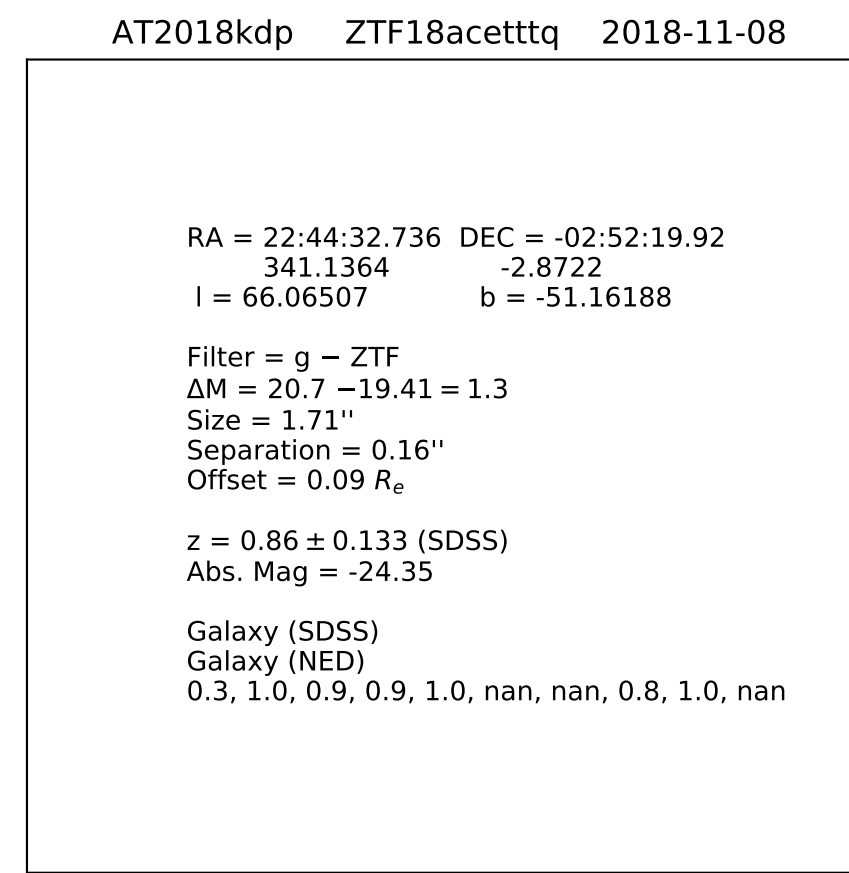 AT2018kdp ZTF18acetttq 2018-11-08
RA = 22:44:32.736 DEC = -02:52:19.92
341.1364 -2.8722
l = 66.06507 b = -51.16188
Filter = g − ZTF
ΔM = 20.7 −19.41 = 1.3
Size = 1.71''
Separation = 0.16''
Offset = 0.09 Re
z = 0.86 ± 0.133 (SDSS)
Abs. Mag = -24.35
Galaxy (SDSS)
Galaxy (NED)
0.3, 1.0, 0.9, 0.9, 1.0, nan, nan, 0.8, 1.0, nan